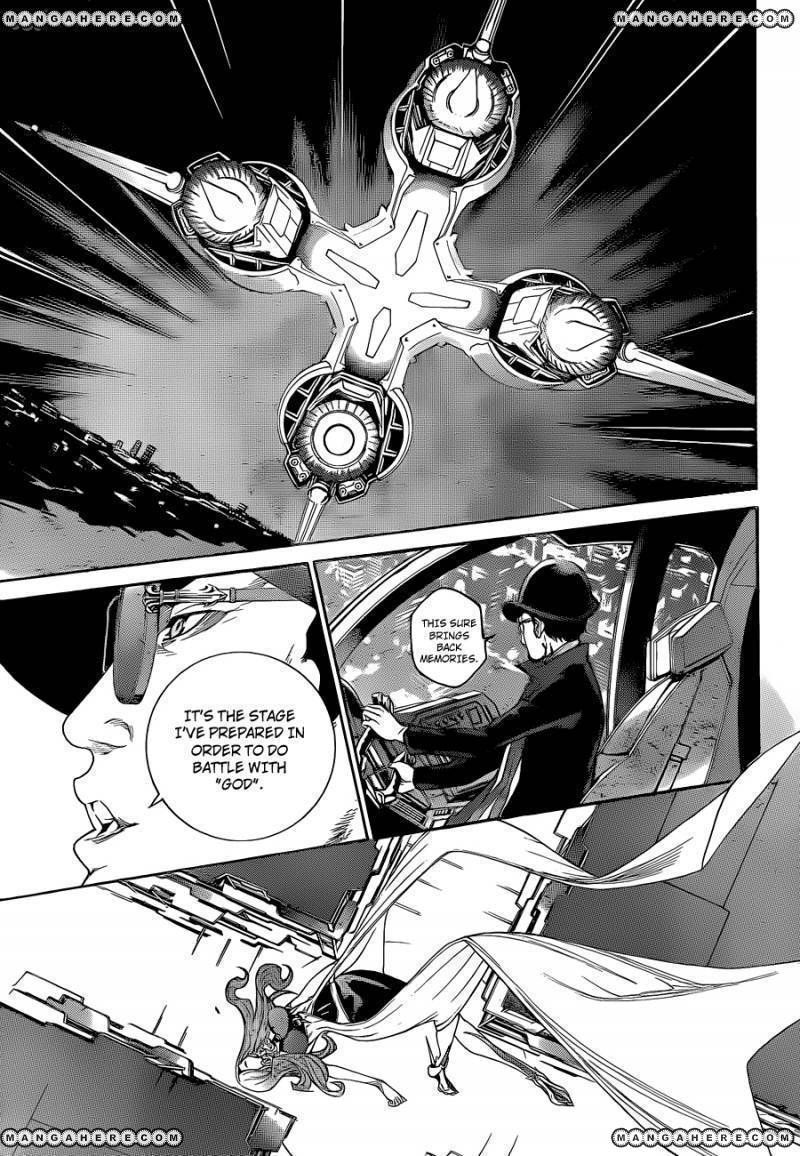 MANGAHERE.COM
MANGAHERE.COM
THIS SURE
BRINGS
BACK
MEMORIES.
IT'S THE STAGE
I'VE PREPARED IN
ORDER TO DO
BATTLE WITH
"GOD".
MANGAHERE.COM
MANGAHERE.COM